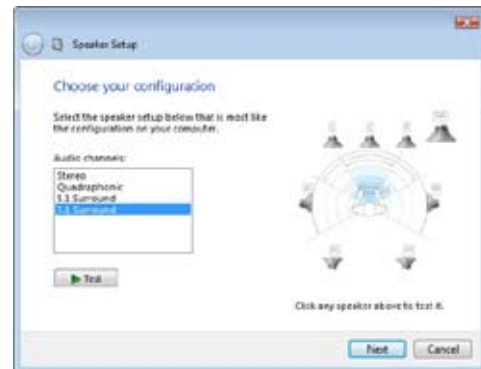 Speaker Setup
Choose your configuration
Select the speaker setup below that is most like
the configuration on your computer.
Audio channels:
Stereo
Quadraphonic
5.1 Surround
7.1 Surround
Test
Click any speaker above to test it.
Next
Cancel